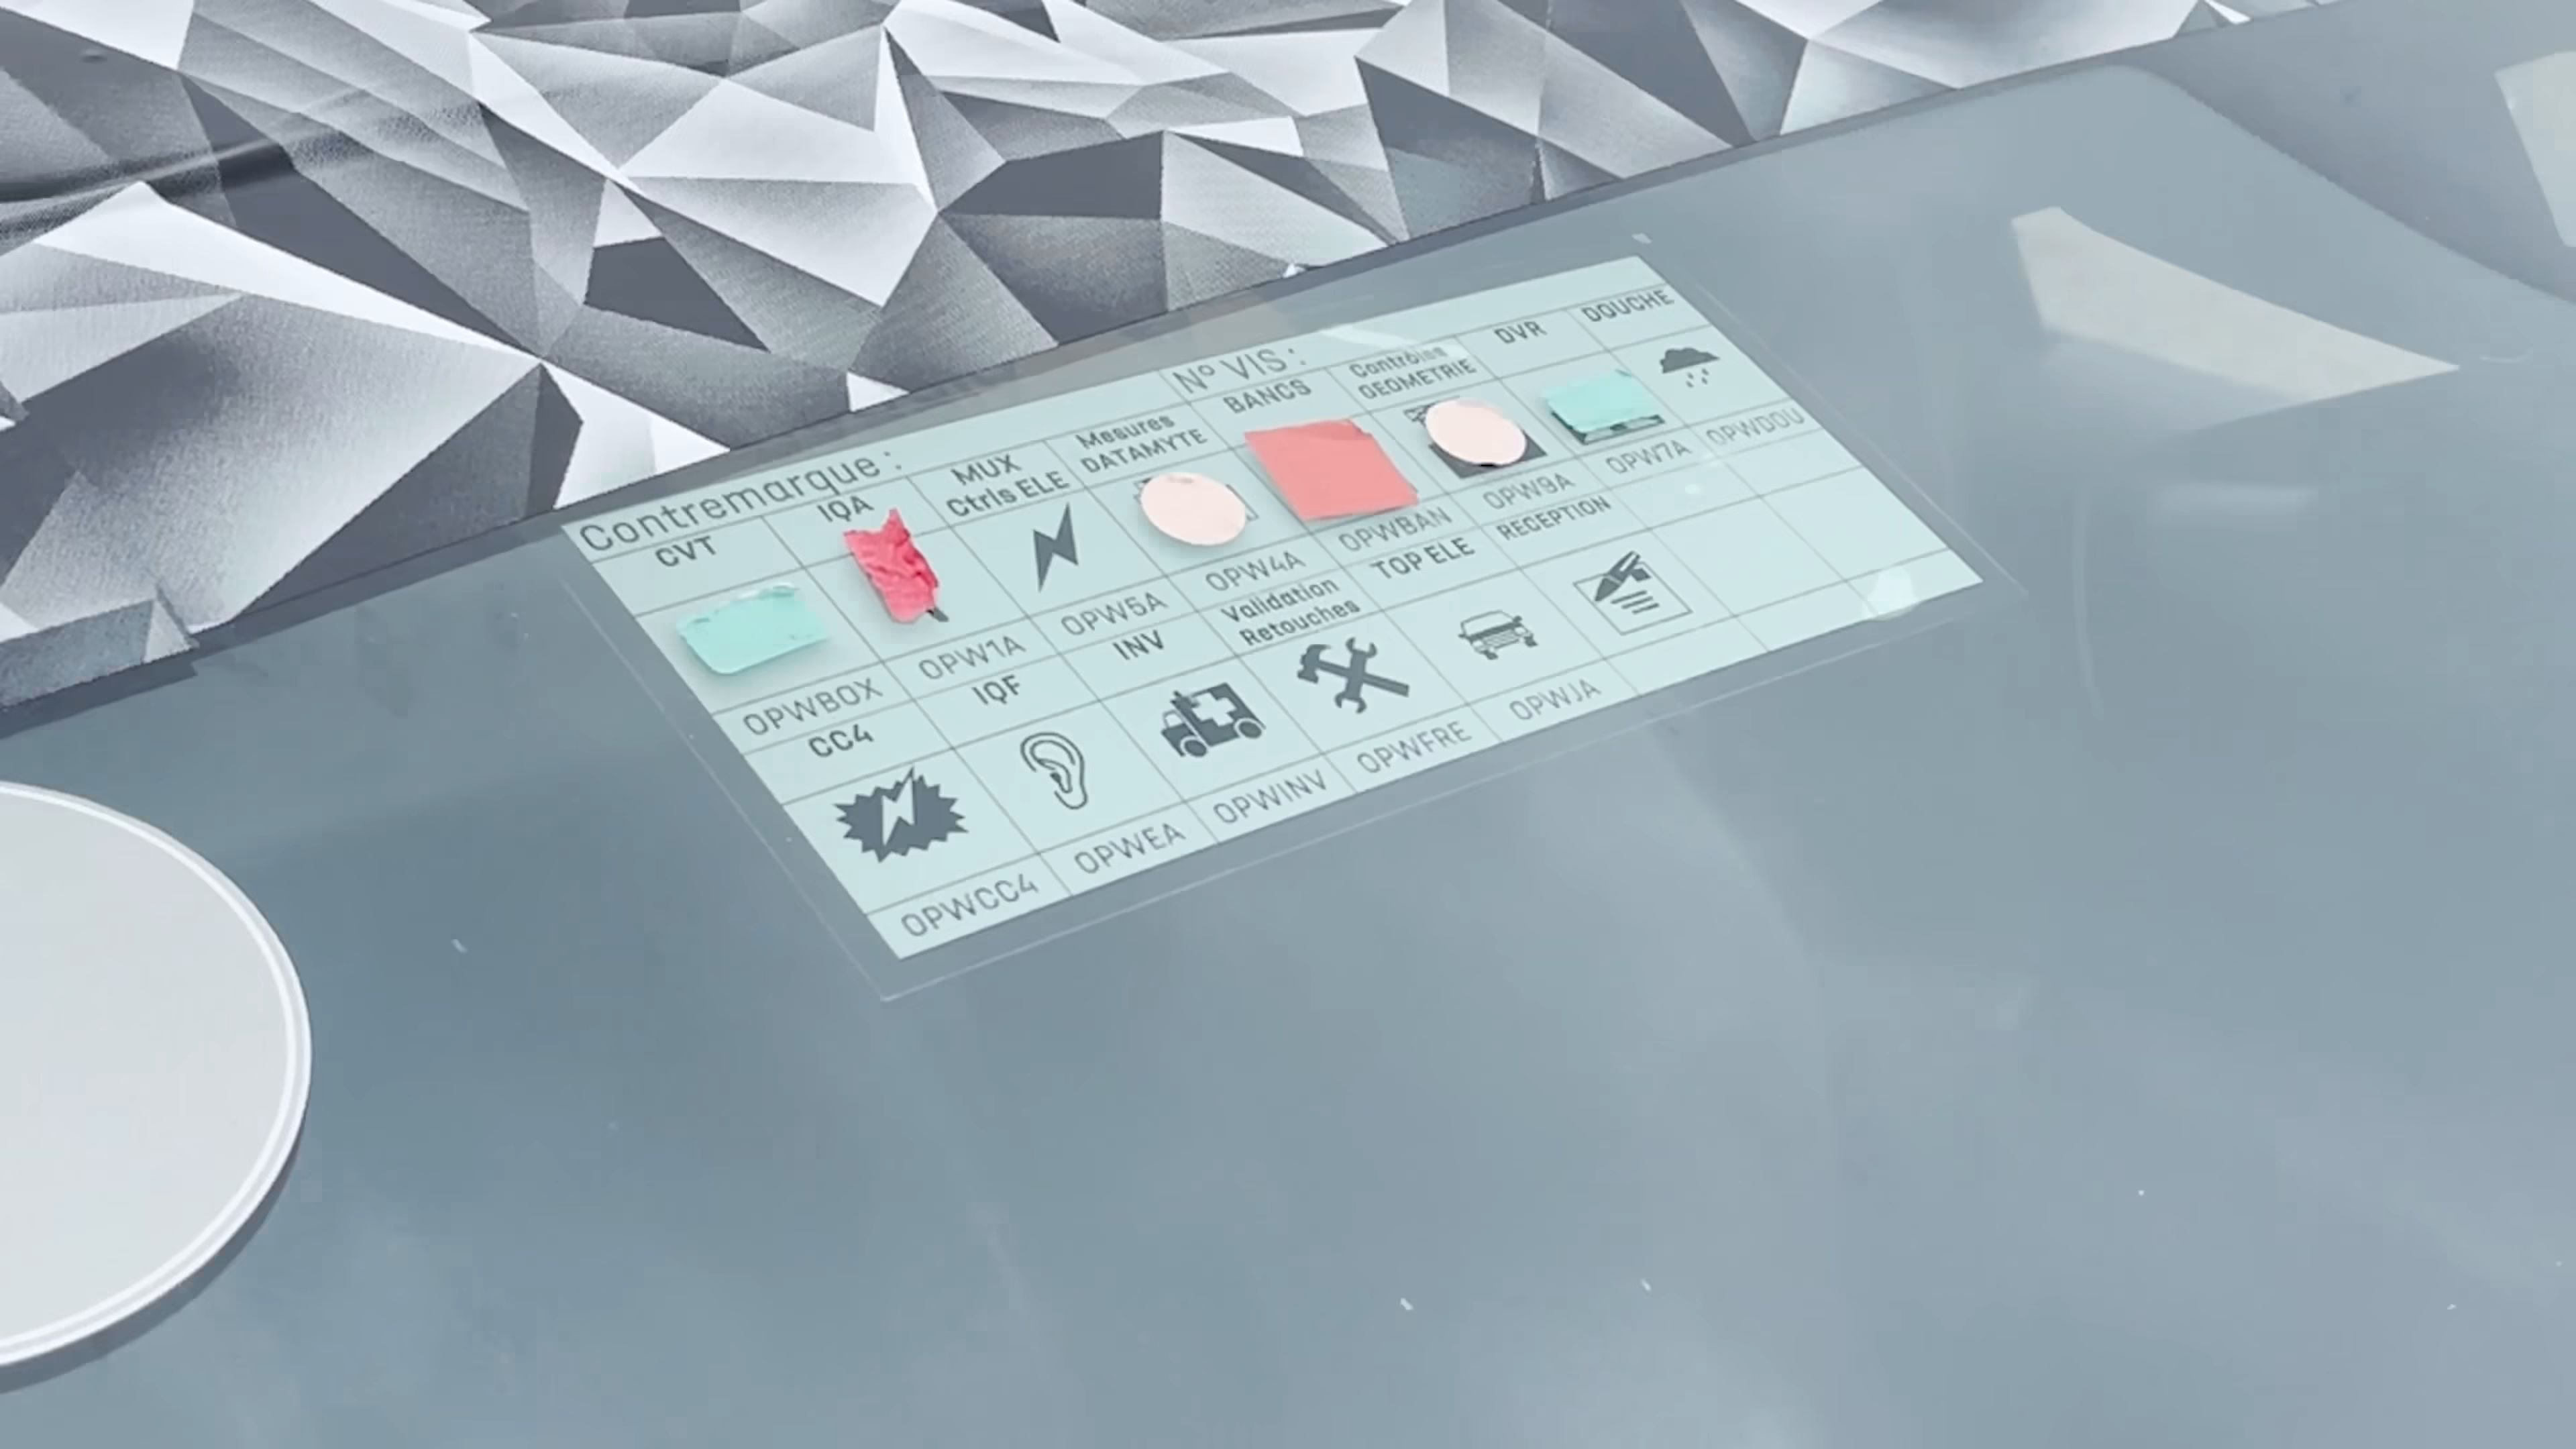 Contremarque : N° VIS :
CVT IQA MUX Ctrls ELE Mesures DATAMYTE BANCS Contrôles GEOMETRIE DVR DOUCHE
OPWBOX OPW1A OPW5A OPW4A OPWBAN OPW9A OPW7A OPWDOU
CC4 IQF INV Validation Retouches TOP ELE RECEPTION
OPWCC4 OPWEA OPWINV OPWFRE OPWJA